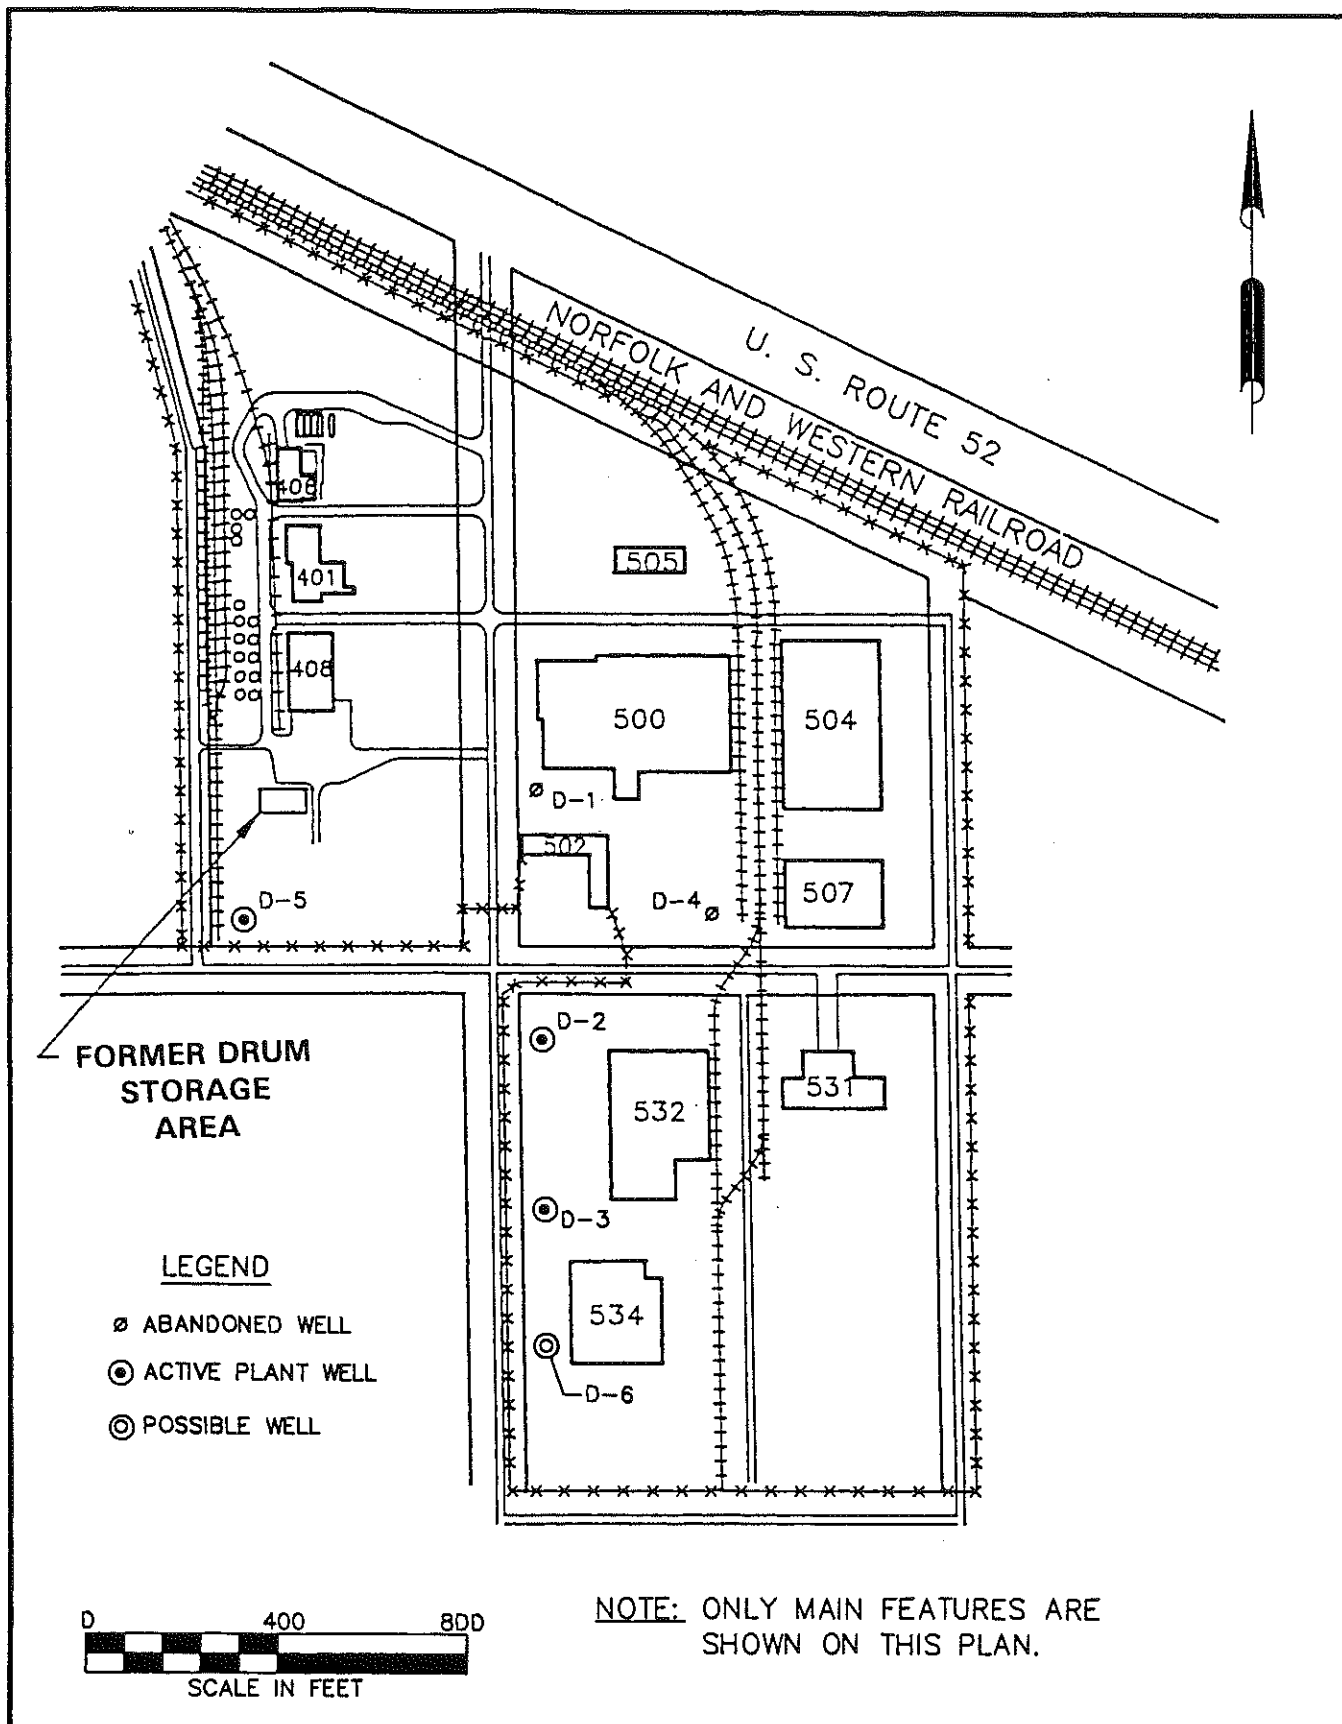 U. S. ROUTE 52
NORFOLK AND WESTERN RAILROAD
406
505
401
408
500
504
D-1
502
507
D-5
D-4
D-2
FORMER DRUM
STORAGE
AREA
532
531
D-3
LEGEND
534
ABANDONED WELL
ACTIVE PLANT WELL
D-6
POSSIBLE WELL
0 400 800
SCALE IN FEET
NOTE: ONLY MAIN FEATURES ARE
SHOWN ON THIS PLAN.